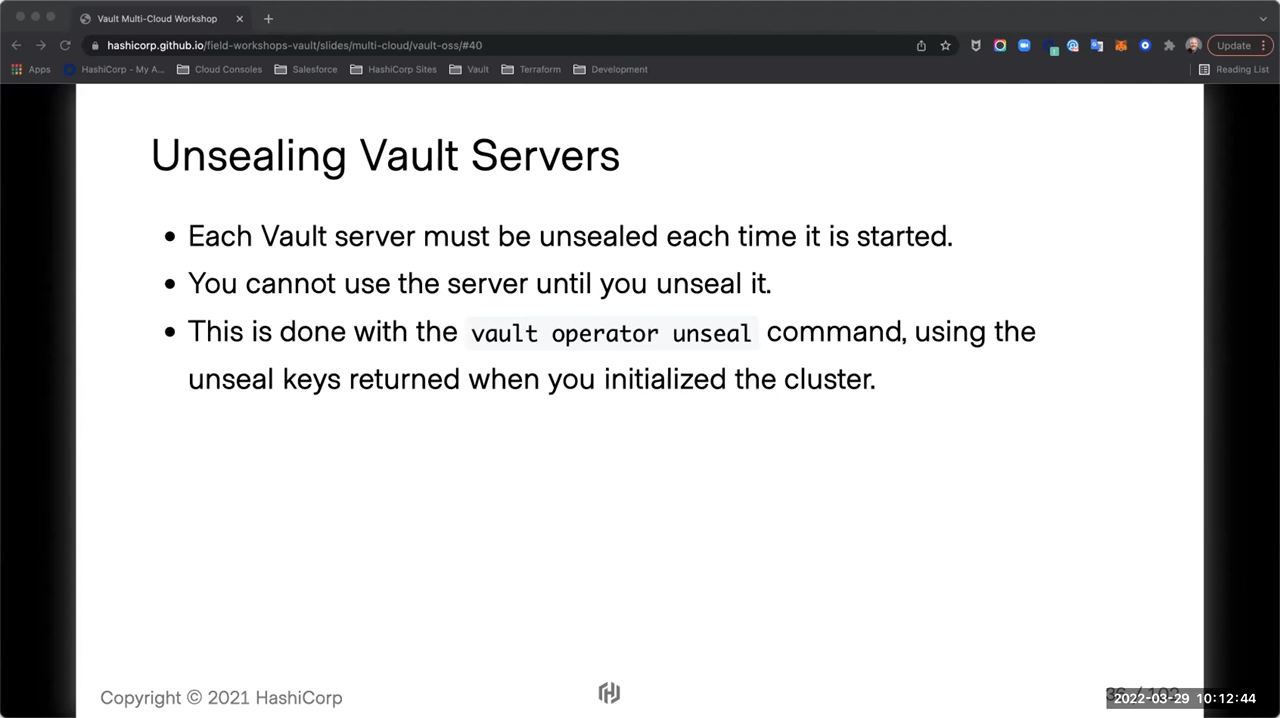 Vault Multi-Cloud Workshop
hashicorp.github.io/field-workshops-vault/slides/multi-cloud/vault-oss/#40
Update
Apps
HashiCorp - My A...
Cloud Consoles
Salesforce
HashiCorp Sites
Vault
Terraform
Development
Reading List
Unsealing Vault Servers
• Each Vault server must be unsealed each time it is started.
• You cannot use the server until you unseal it.
• This is done with the vault operator unseal command, using the
unseal keys returned when you initialized the cluster.
Copyright © 2021 HashiCorp
2022-03-29 10:12:44